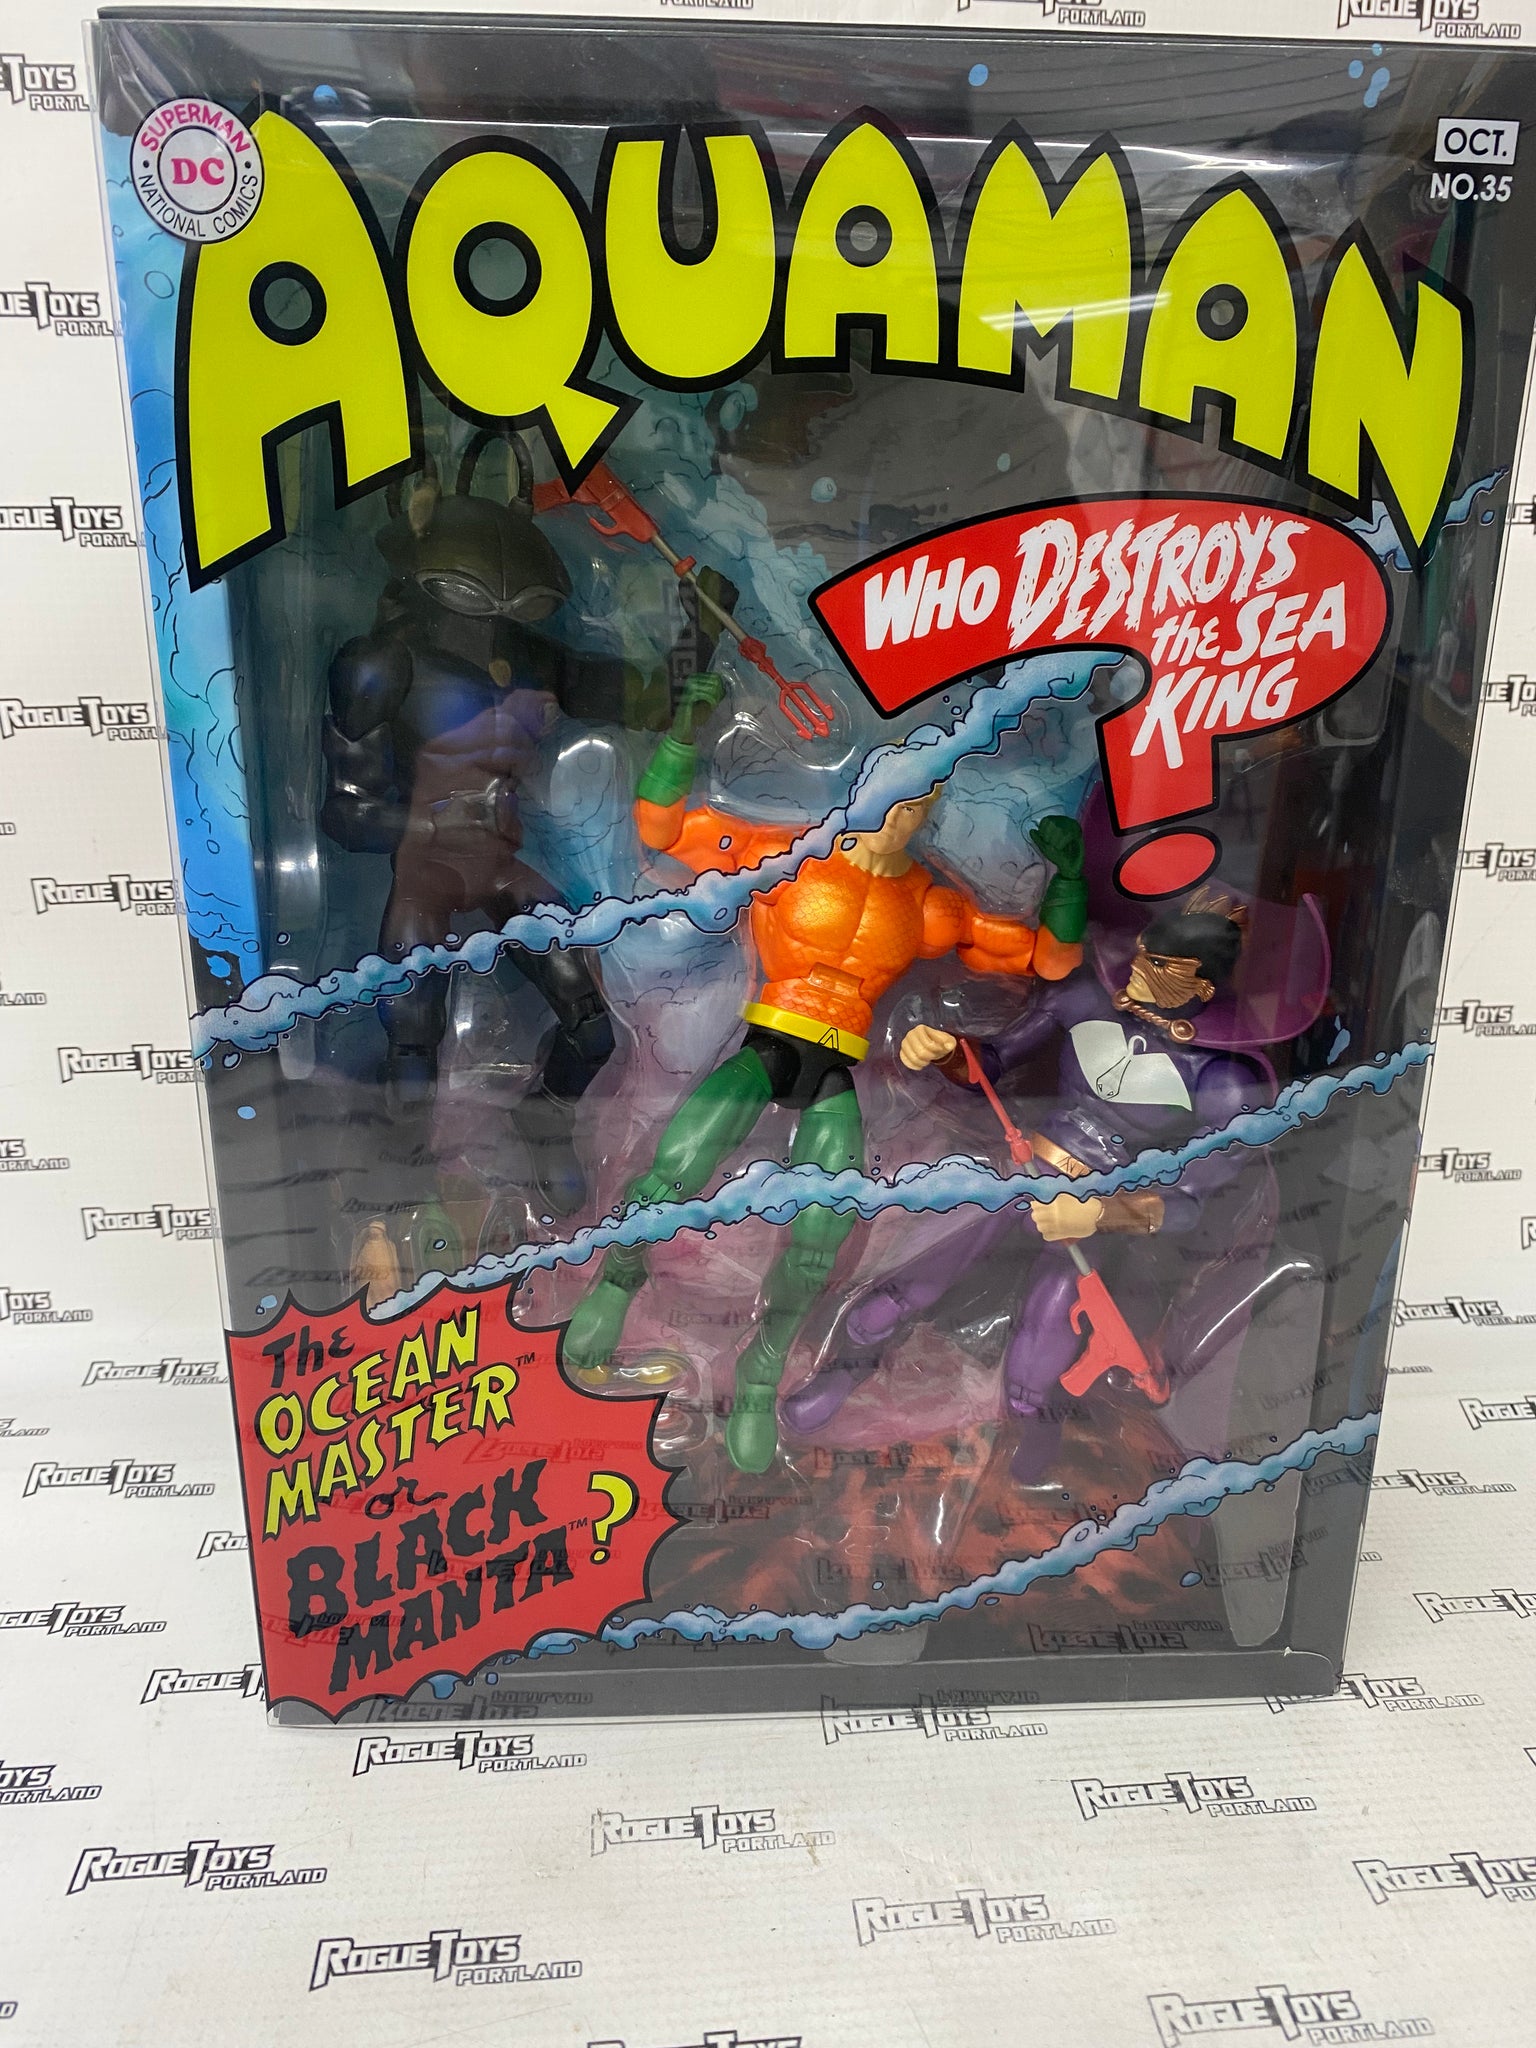 SUPERMAN
DC
NATIONAL COMICS
AQUAMAN
OCT.
NO.35
WHO DESTROYS
the SEA
KING
?
The
OCEAN
MASTER™
or
BLACK
MANTA™?
ROGUE TOYS
PORTLAND